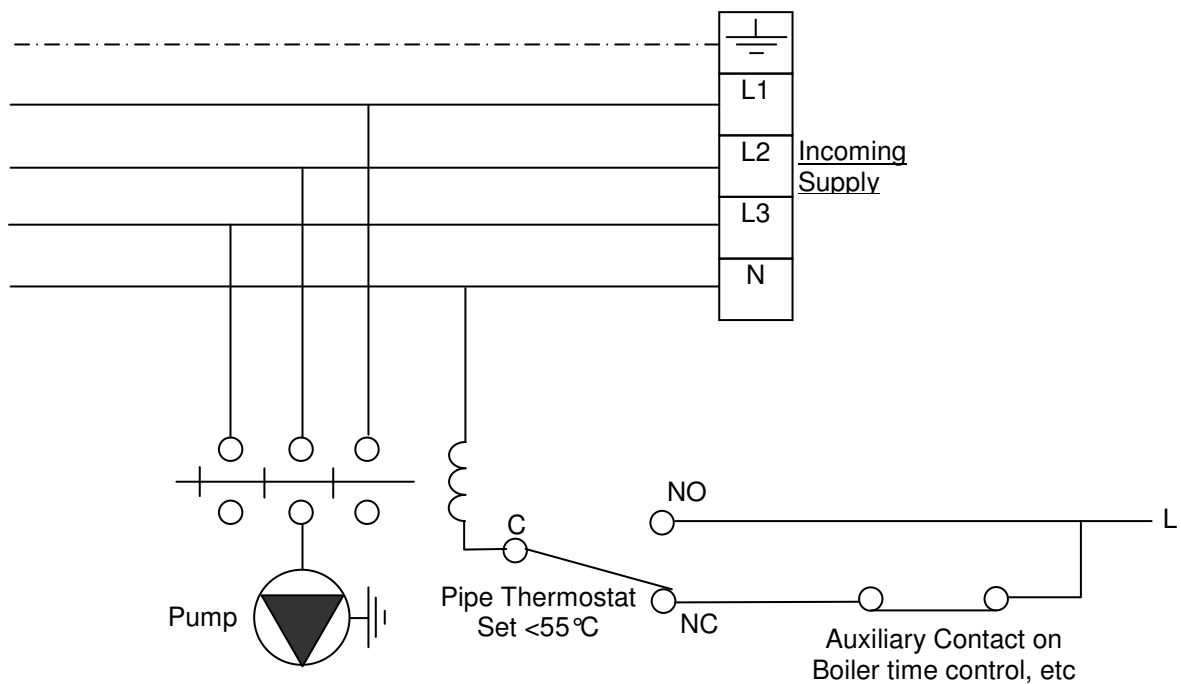 L1
L2
Incoming
Supply
L3
N
NO
L
C
Pipe Thermostat
Set <55°C
NC
Pump
Auxiliary Contact on
Boiler time control, etc